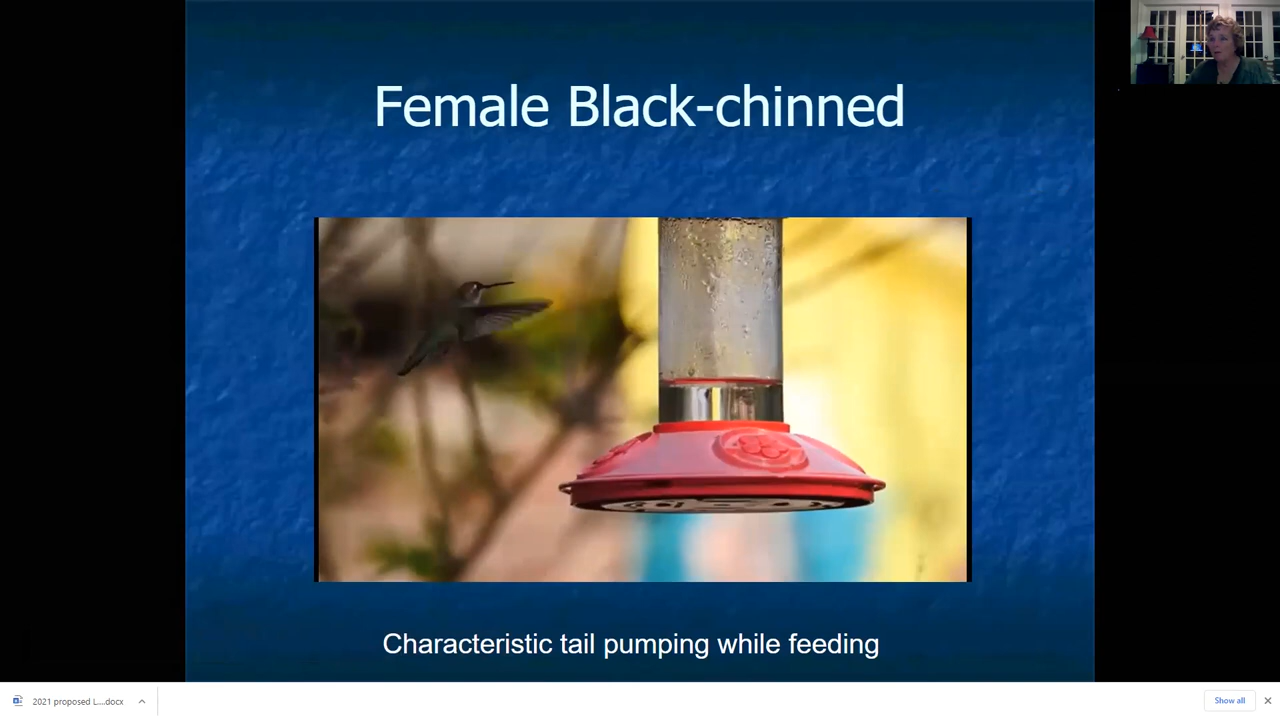 Female Black-chinned
Characteristic tail pumping while feeding
2021 proposed L....docx
Show all